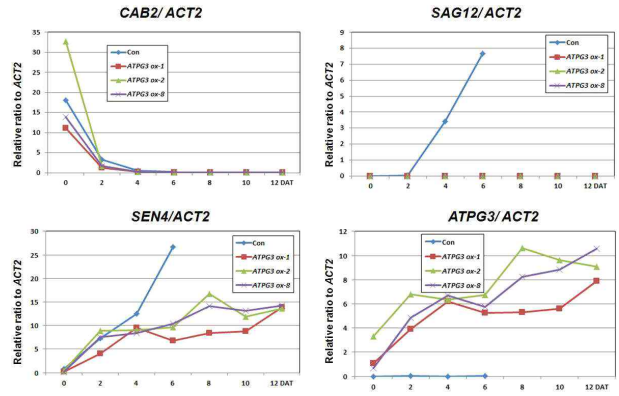 CAB2/ACT2
Relative ratio to ACT2
35
30
25
20
15
10
5
0
Con
ATPG3 ox-1
ATPG3 ox-2
ATPG3 ox-8
0 2 4 6 8 10 12 DAT
SAG12/ACT2
Relative ratio to ACT2
9
8
7
6
5
4
3
2
1
0
Con
ATPG3 ox-1
ATPG3 ox-2
ATPG3 ox-8
0 2 4 6 8 10 12 DAT
SEN4/ACT2
Relative ratio to ACT2
30
25
20
15
10
5
0
Con
ATPG3 ox-1
ATPG3 ox-2
ATPG3 ox-8
0 2 4 6 8 10 12 DAT
ATPG3/ACT2
Relative ratio to ACT2
12
10
8
6
4
2
0
Con
ATPG3 ox-1
ATPG3 ox-2
ATPG3 ox-8
0 2 4 6 8 10 12 DAT